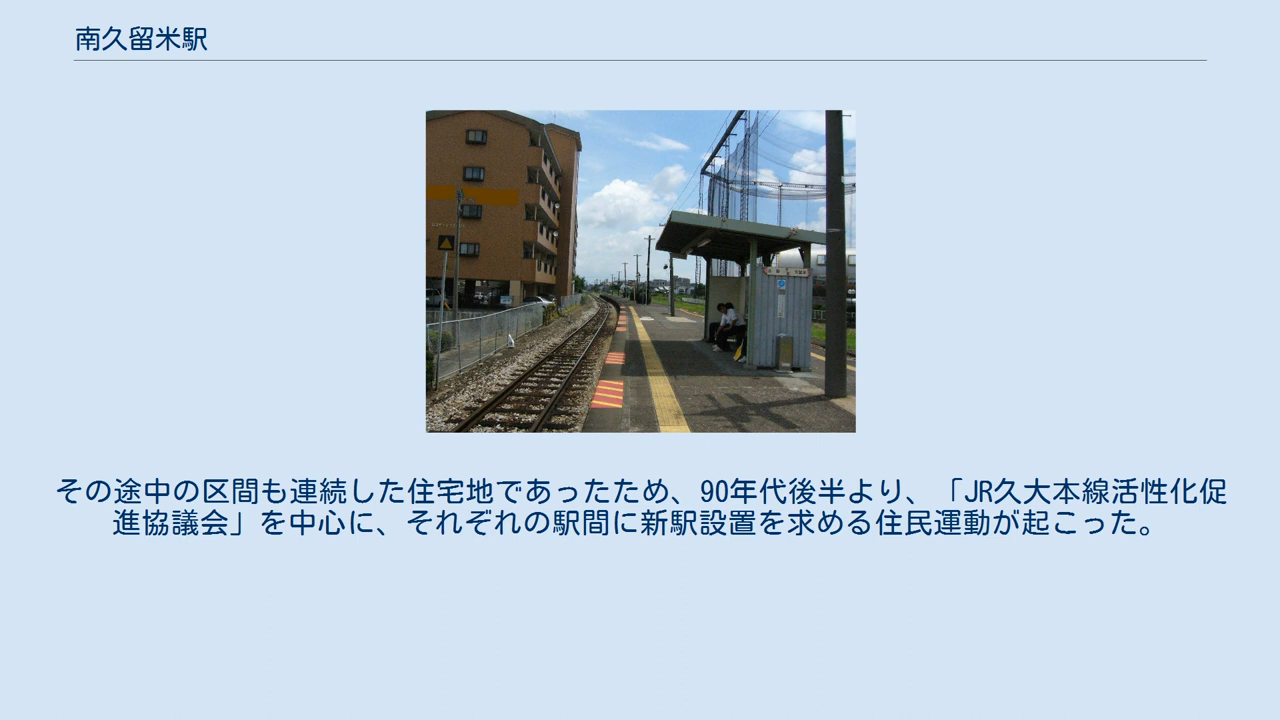 南久留米駅
その途中の区間も連続した住宅地であったため、90年代後半より、「JR久大本線活性化促
進協議会」を中心に、それぞれの駅間に新駅設置を求める住民運動が起こった。